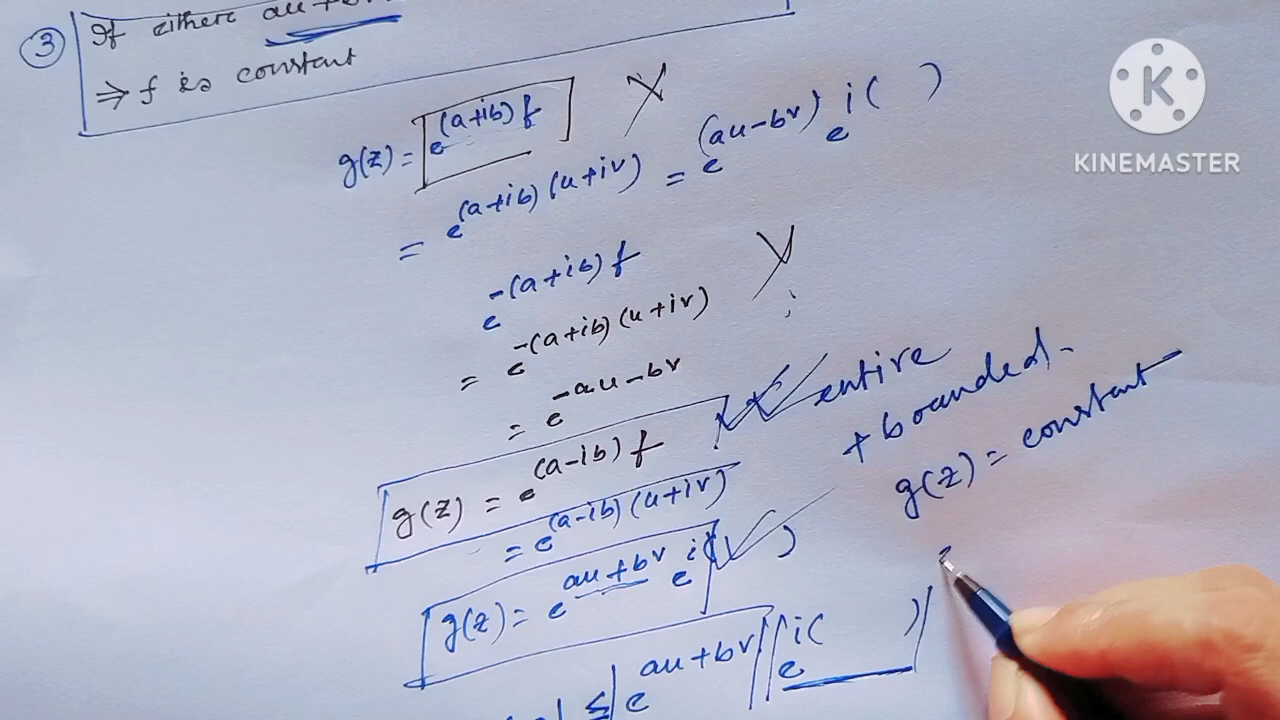 ③ If either au+bv
⇒ f is constant
g(z) = e^{(a+ib)f}
= e^{(a+ib)(u+iv)} = e^{(au-bv)} e^{i( )}
e^{-(a+ib)f}
= e^{-(a+ib)(u+iv)}
= e^{-au-bv}
g(z) = e^{(a-ib)f}
= e^{(a-ib)(u+iv)}
g(z) = e^{au+bv} e^{i( )}
≤ |e^{au+bv}| |e^{i( )}|
entire
+ bounded.
g(z) = constant
K
KINEMASTER